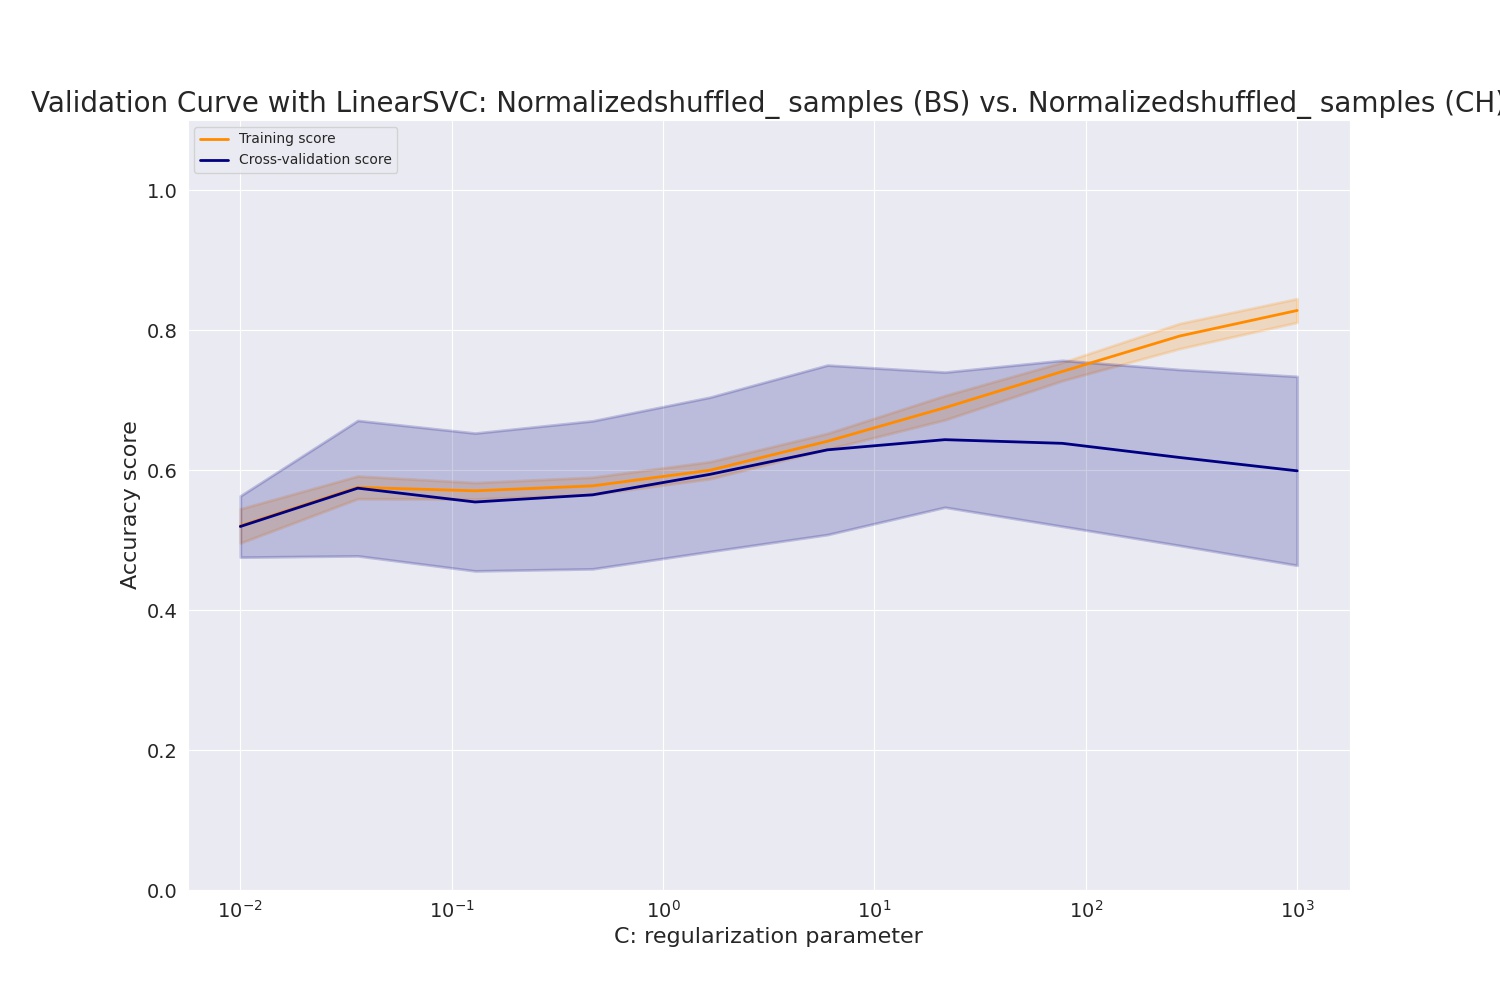 Validation Curve with LinearSVC: Normalizedshuffled_ samples (BS) vs. Normalizedshuffled_ samples (CH)
Training score
Cross-validation score
1.0
0.8
0.6
0.4
0.2
0.0
Accuracy score
10⁻² 10⁻¹ 10⁰ 10¹ 10² 10³
C: regularization parameter